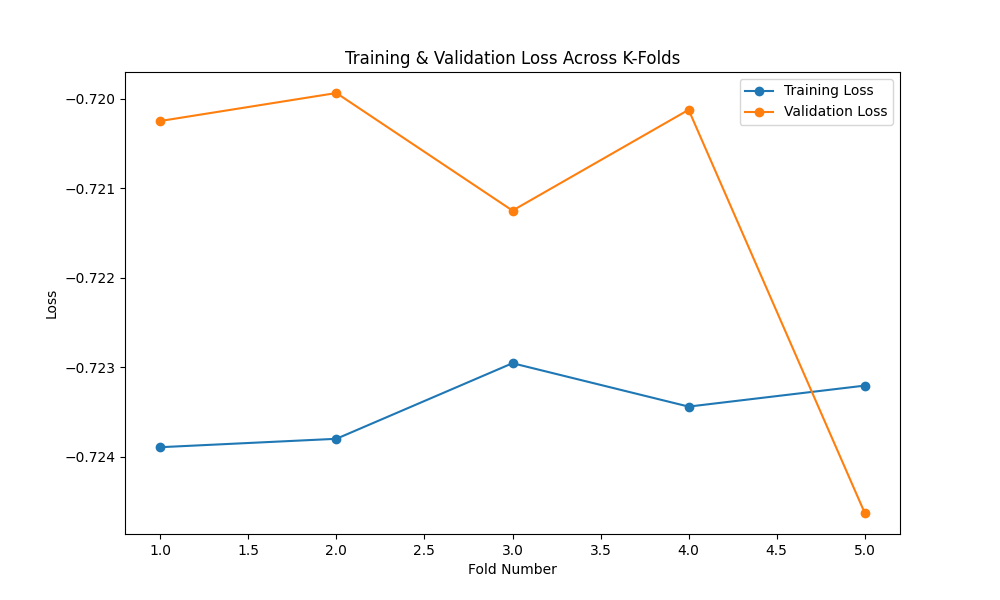 Training & Validation Loss Across K-Folds
Training Loss
Validation Loss
−0.720
−0.721
−0.722
−0.723
−0.724
Loss
1.0 1.5 2.0 2.5 3.0 3.5 4.0 4.5 5.0
Fold Number